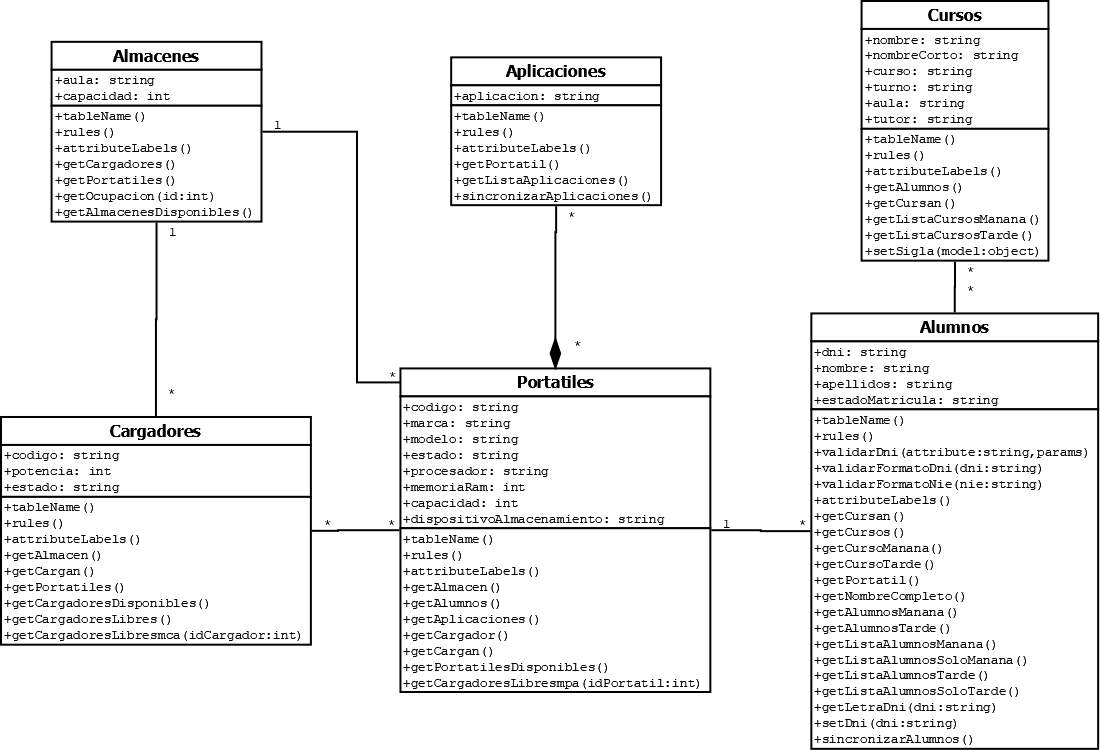 Almacenes
+aula: string
+capacidad: int
+tableName()
+rules()
+attributeLabels()
+getCargadores()
+getPortatiles()
+getOcupacion(id:int)
+getAlmacenesDisponibles()
1
1
*
*
Aplicaciones
+aplicacion: string
+tableName()
+rules()
+attributeLabels()
+getPortatil()
+getListaAplicaciones()
+sincronizarAplicaciones()
*
*
Cursos
+nombre: string
+nombreCorto: string
+curso: string
+turno: string
+aula: string
+tutor: string
+tableName()
+rules()
+attributeLabels()
+getAlumnos()
+getCursan()
+getListaCursosManana()
+getListaCursosTarde()
+setSigla(model:object)
*
*
Cargadores
+codigo: string
+potencia: int
+estado: string
+tableName()
+rules()
+attributeLabels()
+getAlmacen()
+getCargan()
+getPortatiles()
+getCargadoresDisponibles()
+getCargadoresLibres()
+getCargadoresLibresmca(idCargador:int)
*
*
Portatiles
+codigo: string
+marca: string
+modelo: string
+estado: string
+procesador: string
+memoriaRam: int
+capacidad: int
+dispositivoAlmacenamiento: string
+tableName()
+rules()
+attributeLabels()
+getAlmacen()
+getAlumnos()
+getAplicaciones()
+getCargador()
+getCargan()
+getPortatilesDisponibles()
+getCargadoresLibresmpa(idPortatil:int)
1
*
Alumnos
+dni: string
+nombre: string
+apellidos: string
+estadoMatricula: string
+tableName()
+rules()
+validarDni(attribute:string,params)
+validarFormatoDni(dni:string)
+validarFormatoNie(nie:string)
+attributeLabels()
+getCursan()
+getCursos()
+getCursoManana()
+getCursoTarde()
+getPortatil()
+getNombreCompleto()
+getAlumnosManana()
+getAlumnosTarde()
+getListaAlumnosManana()
+getListaAlumnosSoloManana()
+getListaAlumnosTarde()
+getListaAlumnosSoloTarde()
+getLetraDni(dni:string)
+setDni(dni:string)
+sincronizarAlumnos()